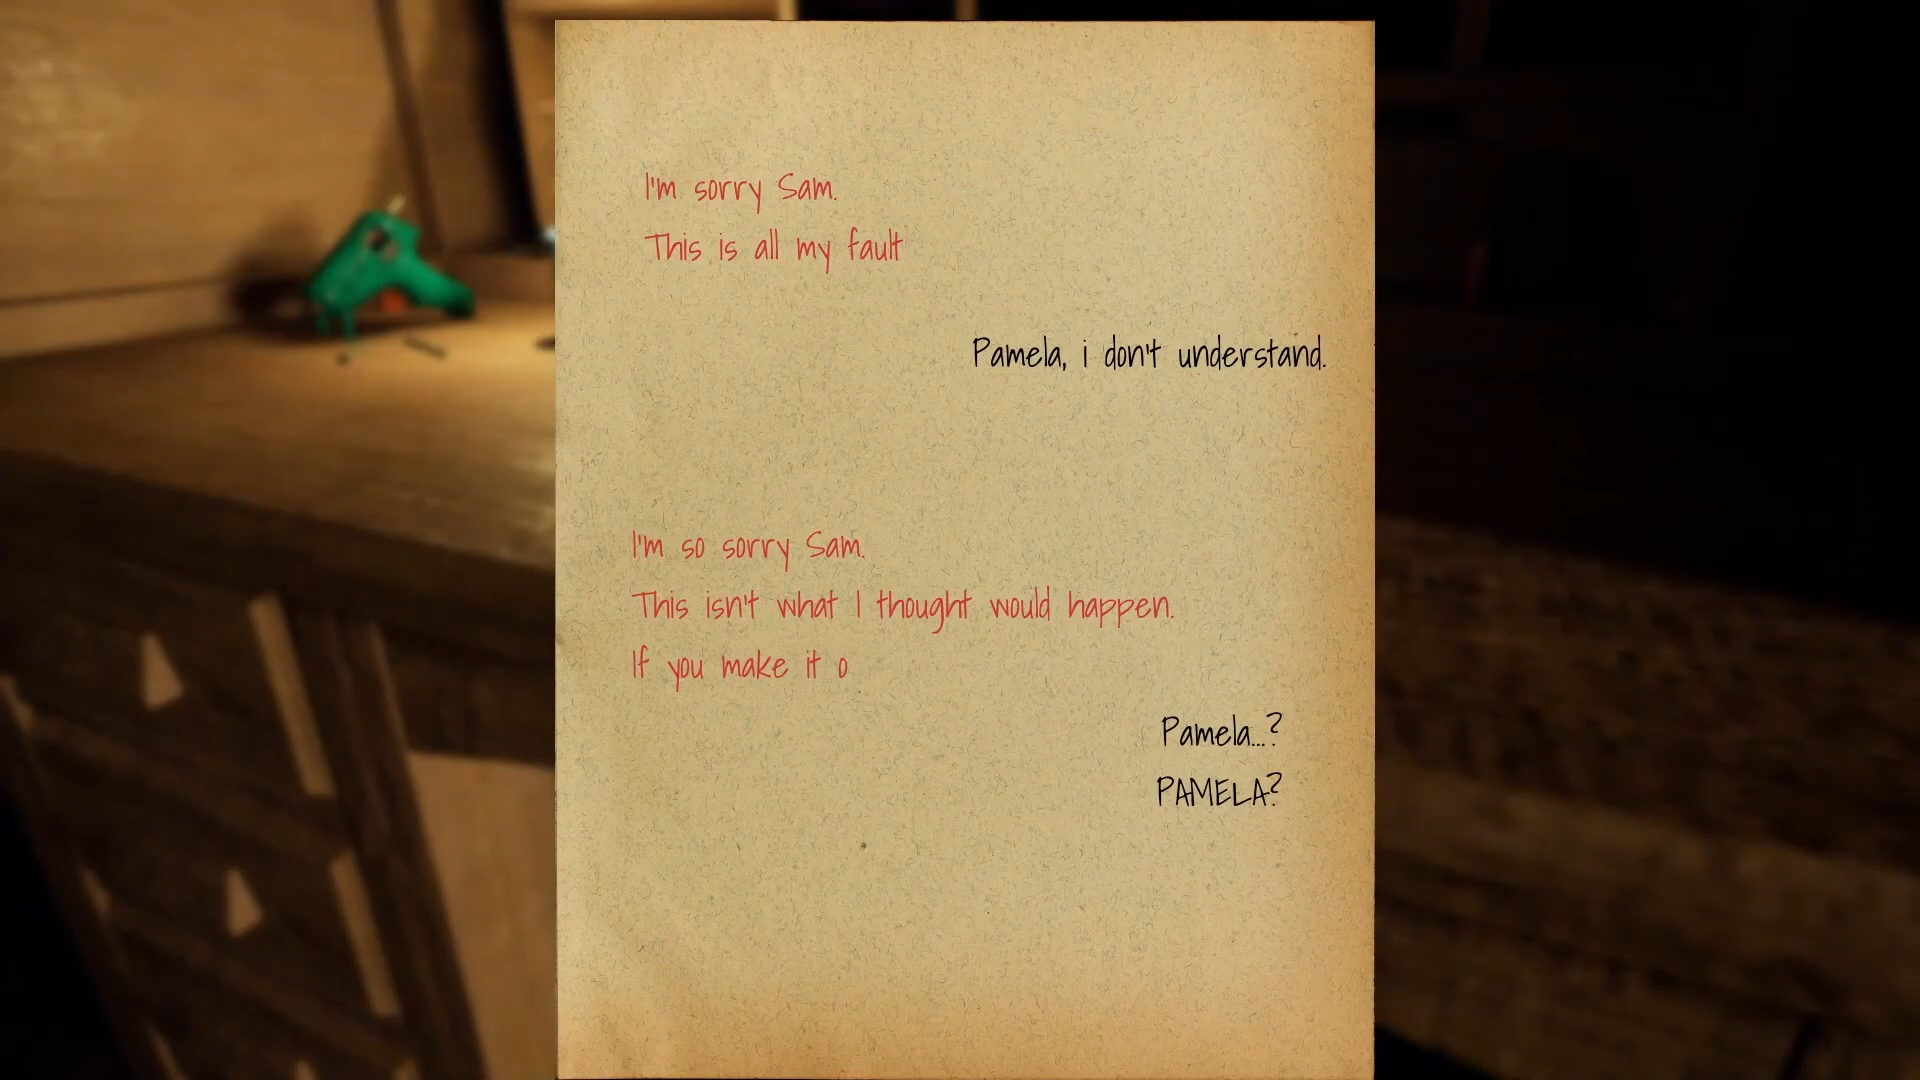 I'm sorry Sam.
This is all my fault
Pamela, i don't understand.
I'm so sorry Sam.
This isn't what I thought would happen.
If you make it o
Pamela...?
PAMELA?